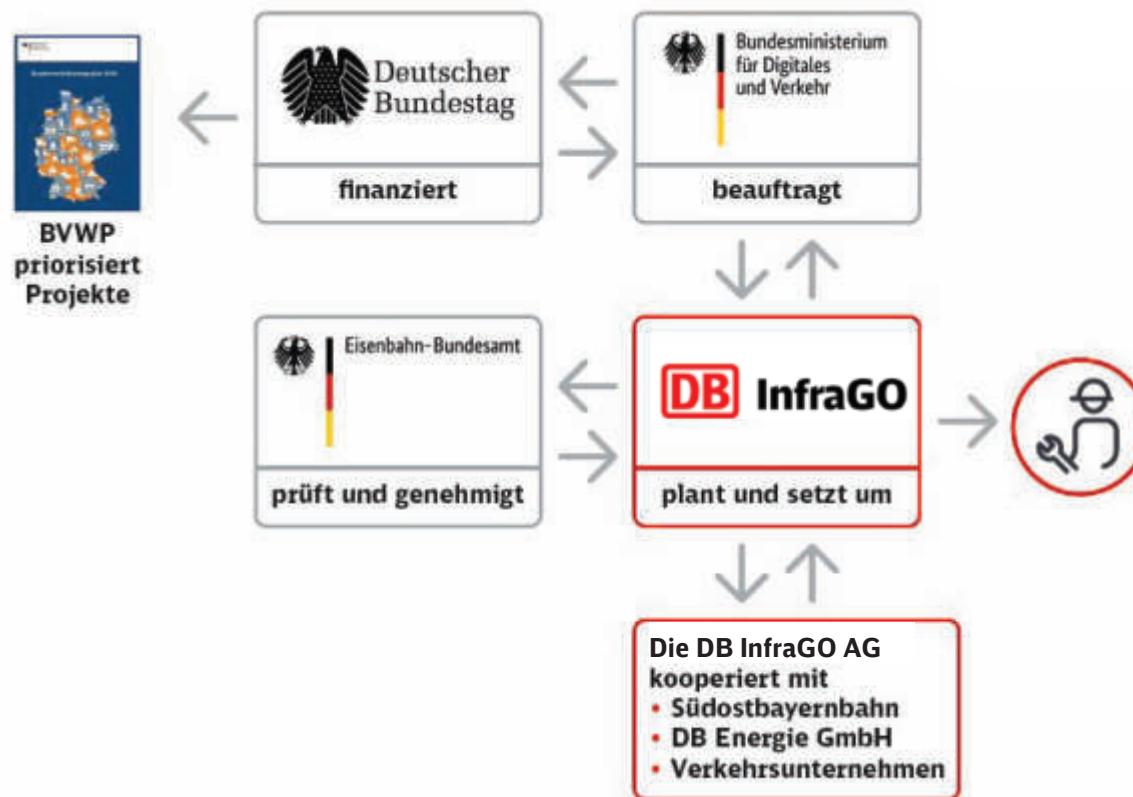 Deutscher
Bundestag
finanziert
Bundesministerium
für Digitales
und Verkehr
beauftragt
BVWP
priorisiert
Projekte
Eisenbahn-Bundesamt
prüft und genehmigt
DB InfraGO
plant und setzt um
Die DB InfraGO AG
kooperiert mit
• Südostbayernbahn
• DB Energie GmbH
• Verkehrsunternehmen